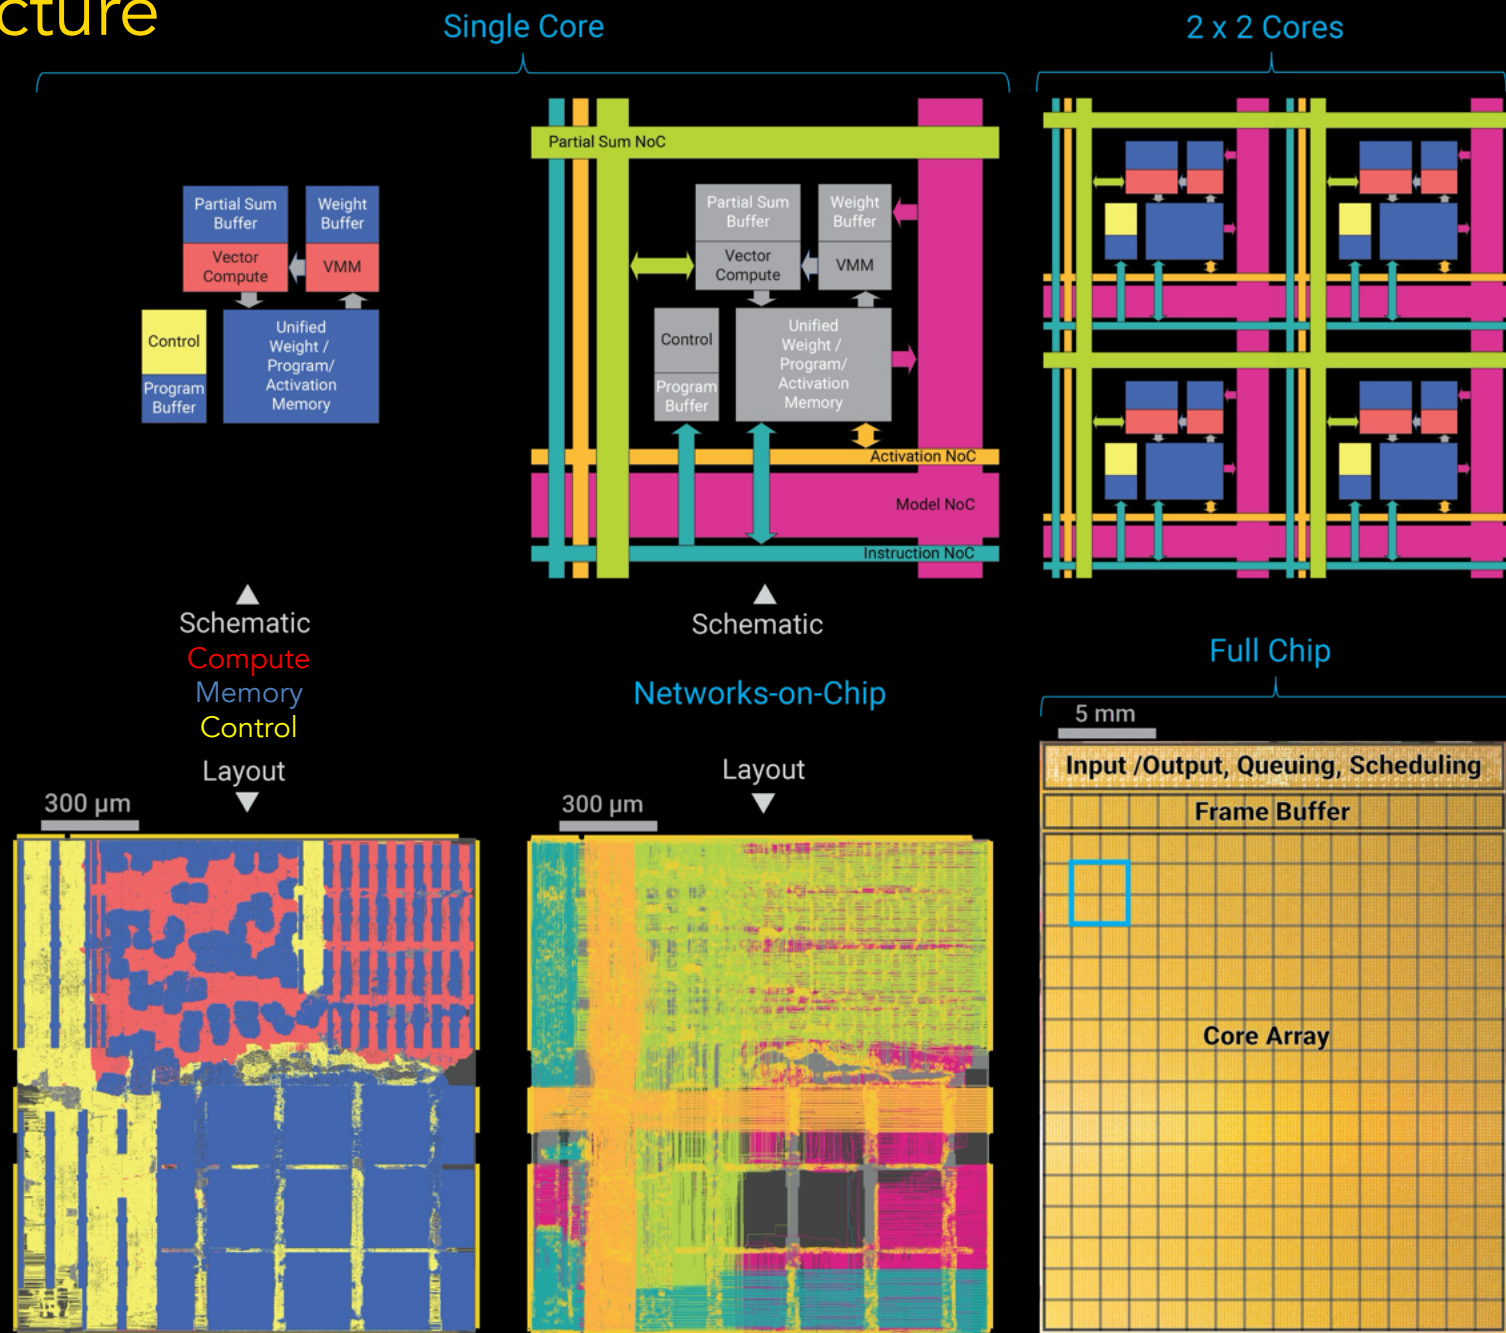 cture
Single Core
2 x 2 Cores
Partial Sum
Buffer
Weight
Buffer
Vector
Compute
VMM
Control
Program
Buffer
Unified
Weight /
Program/
Activation
Memory
Partial Sum NoC
Partial Sum
Buffer
Weight
Buffer
Vector
Compute
VMM
Control
Program
Buffer
Unified
Weight /
Program/
Activation
Memory
Activation NoC
Model NoC
Instruction NoC
Schematic
Compute
Memory
Control
Layout
300 µm
Schematic
Networks-on-Chip
Layout
300 µm
Full Chip
5 mm
Input /Output, Queuing, Scheduling
Frame Buffer
Core Array